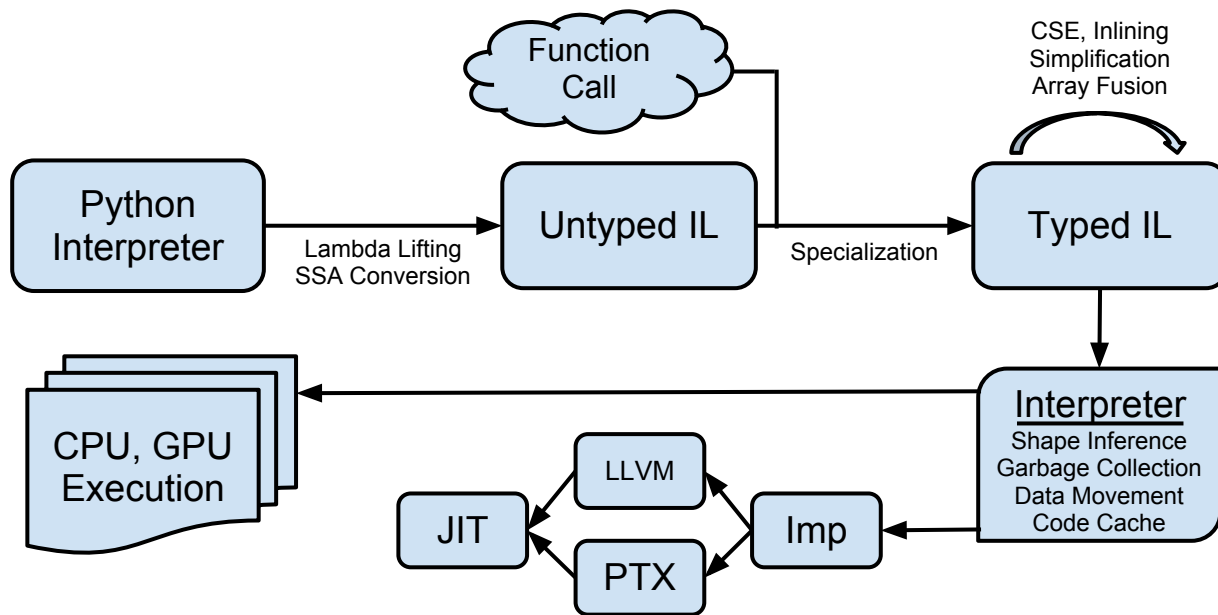 Function
Call
CSE, Inlining
Simplification
Array Fusion
Python
Interpreter
Lambda Lifting
SSA Conversion
Untyped IL
Specialization
Typed IL
CPU, GPU
Execution
Interpreter
Shape Inference
Garbage Collection
Data Movement
Code Cache
LLVM
JIT
Imp
PTX